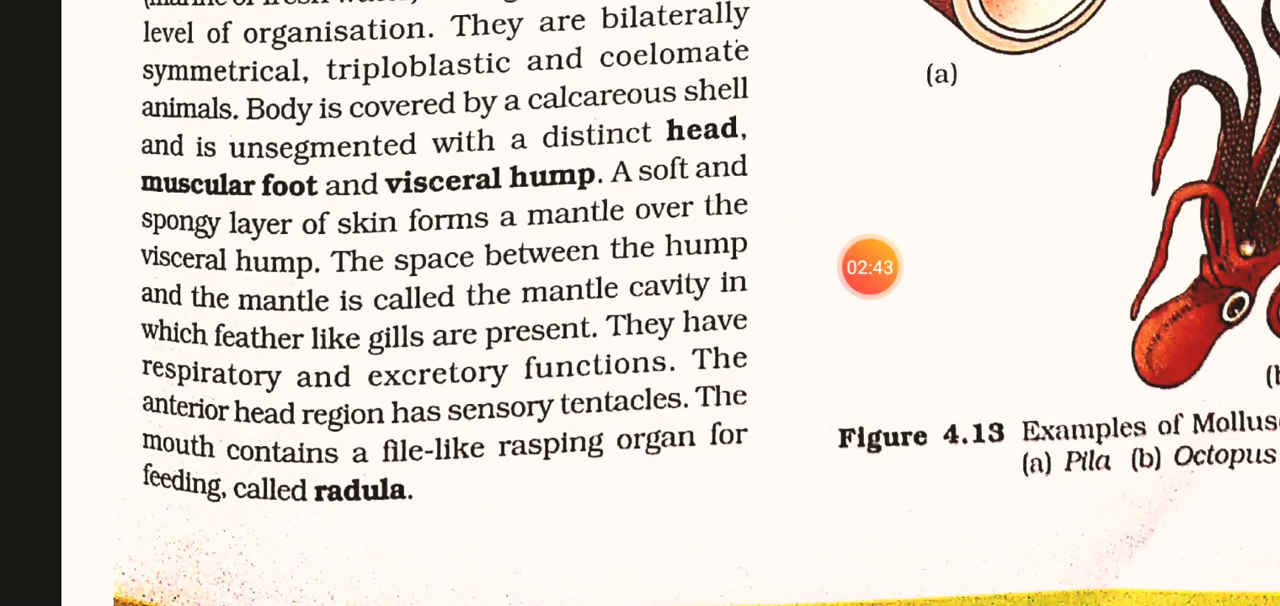 level of organisation. They are bilaterally
symmetrical, triploblastic and coelomate
animals. Body is covered by a calcareous shell
and is unsegmented with a distinct head,
muscular foot and visceral hump. A soft and
spongy layer of skin forms a mantle over the
visceral hump. The space between the hump
and the mantle is called the mantle cavity in
which feather like gills are present. They have
respiratory and excretory functions. The
anterior head region has sensory tentacles. The
mouth contains a file-like rasping organ for
feeding, called radula.
(a)
02:43
(b
Figure 4.13 Examples of Mollus
(a) Pila (b) Octopus